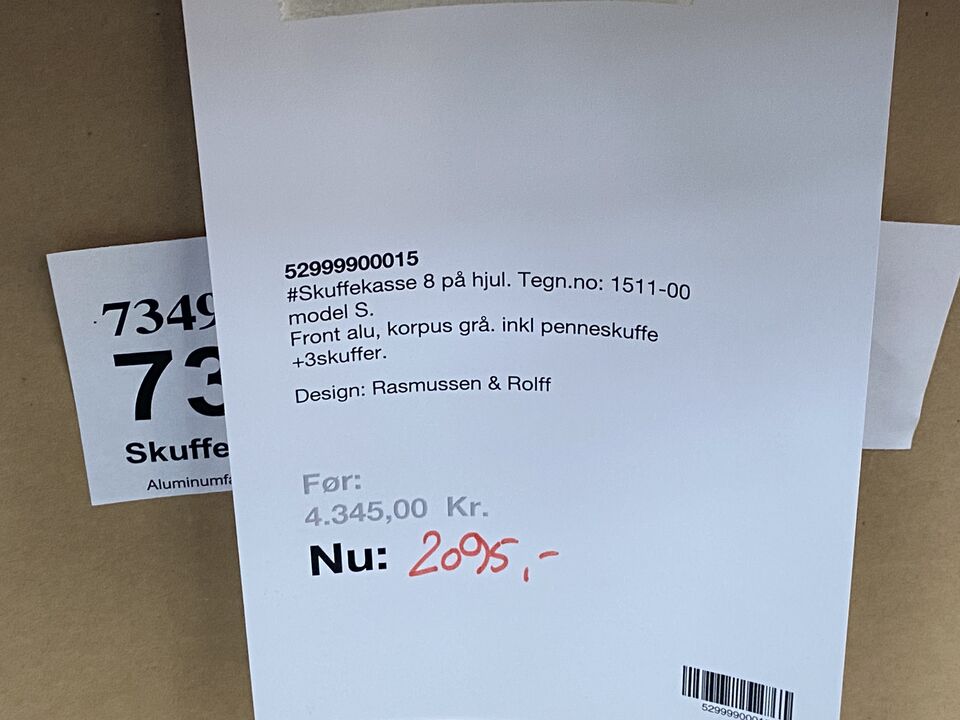 52999900015
#Skuffekasse 8 på hjul. Tegn.no: 1511-00
model S.
Front alu, korpus grå. inkl penneskuffe
+3skuffer.
Design: Rasmussen & Rolff
Før:
4.345,00 Kr.
Nu: 2095,-
7349
73
Skuffe
Aluminumfa